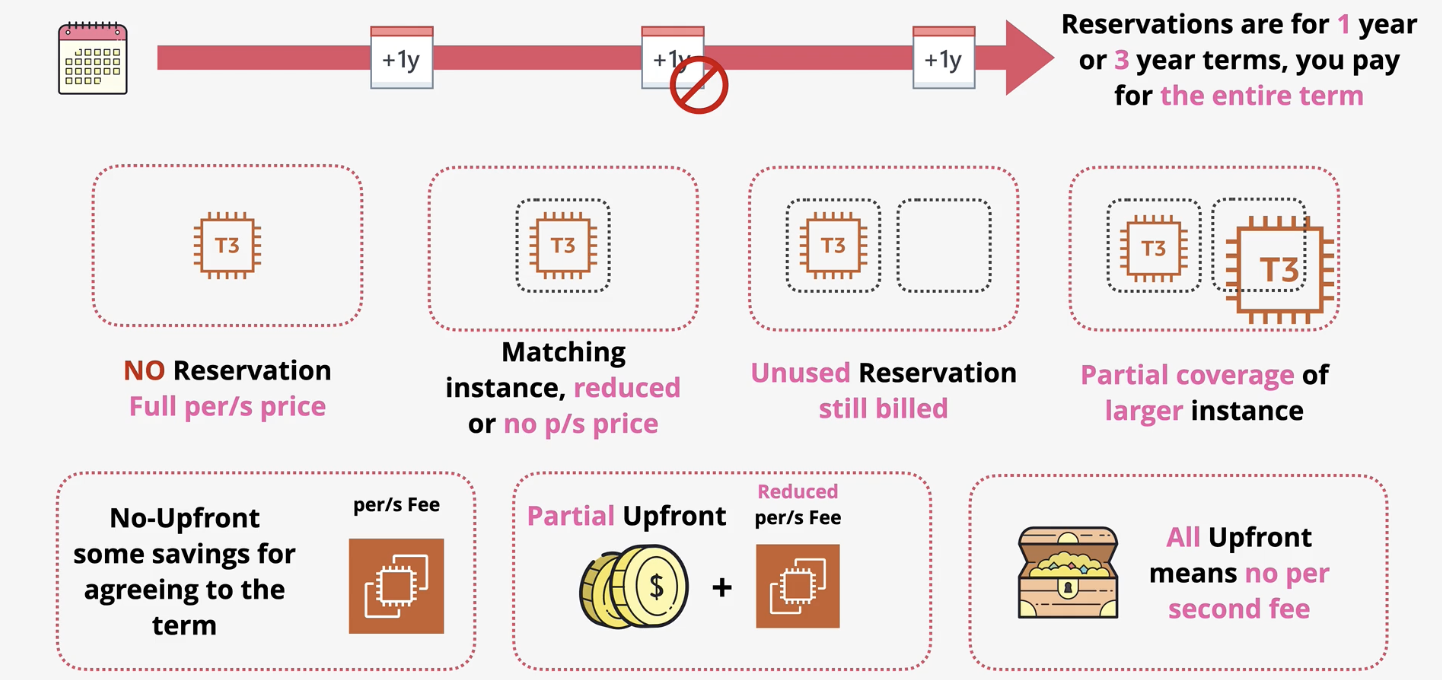 +1y
+1y
+1y
Reservations are for 1 year
or 3 year terms, you pay
for the entire term
T3
T3
T3
T3
T3
NO Reservation
Full per/s price
Matching
instance, reduced
or no p/s price
Unused Reservation
still billed
Partial coverage of
larger instance
No-Upfront
some savings for
agreeing to the
term
per/s Fee
Partial Upfront
$
+
Reduced
per/s Fee
All Upfront
means no per
second fee